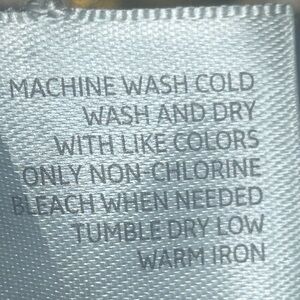 MACHINE WASH COLD
WASH AND DRY
WITH LIKE COLORS
ONLY NON-CHLORINE
BLEACH WHEN NEEDED
TUMBLE DRY LOW
WARM IRON